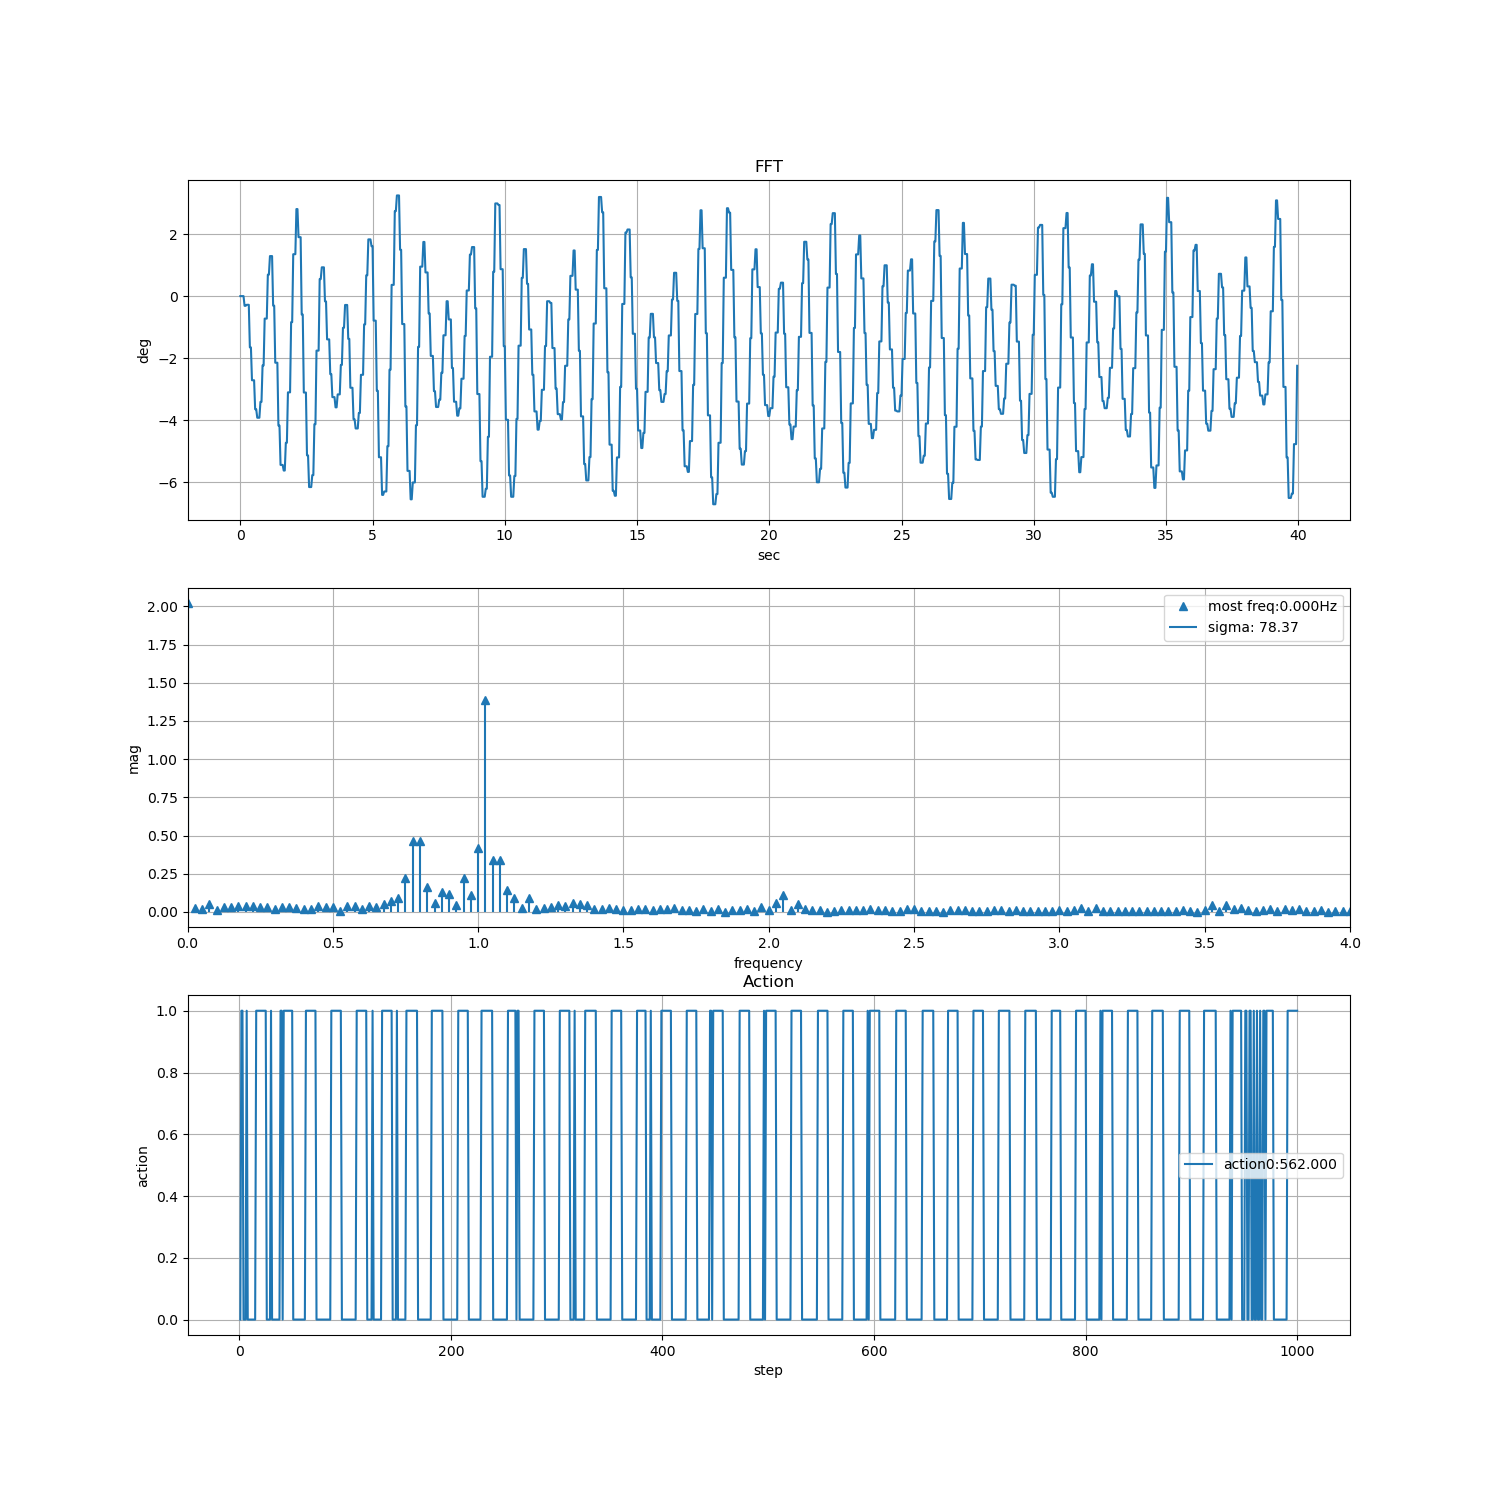 FFT
2
0
−2
−4
−6
deg
0 5 10 15 20 25 30 35 40
sec
2.00
1.75
1.50
1.25
1.00
0.75
0.50
0.25
0.00
mag
most freq:0.000Hz
sigma: 78.37
0.0 0.5 1.0 1.5 2.0 2.5 3.0 3.5 4.0
frequency
Action
1.0
0.8
0.6
0.4
0.2
0.0
action
action0:562.000
0 200 400 600 800 1000
step